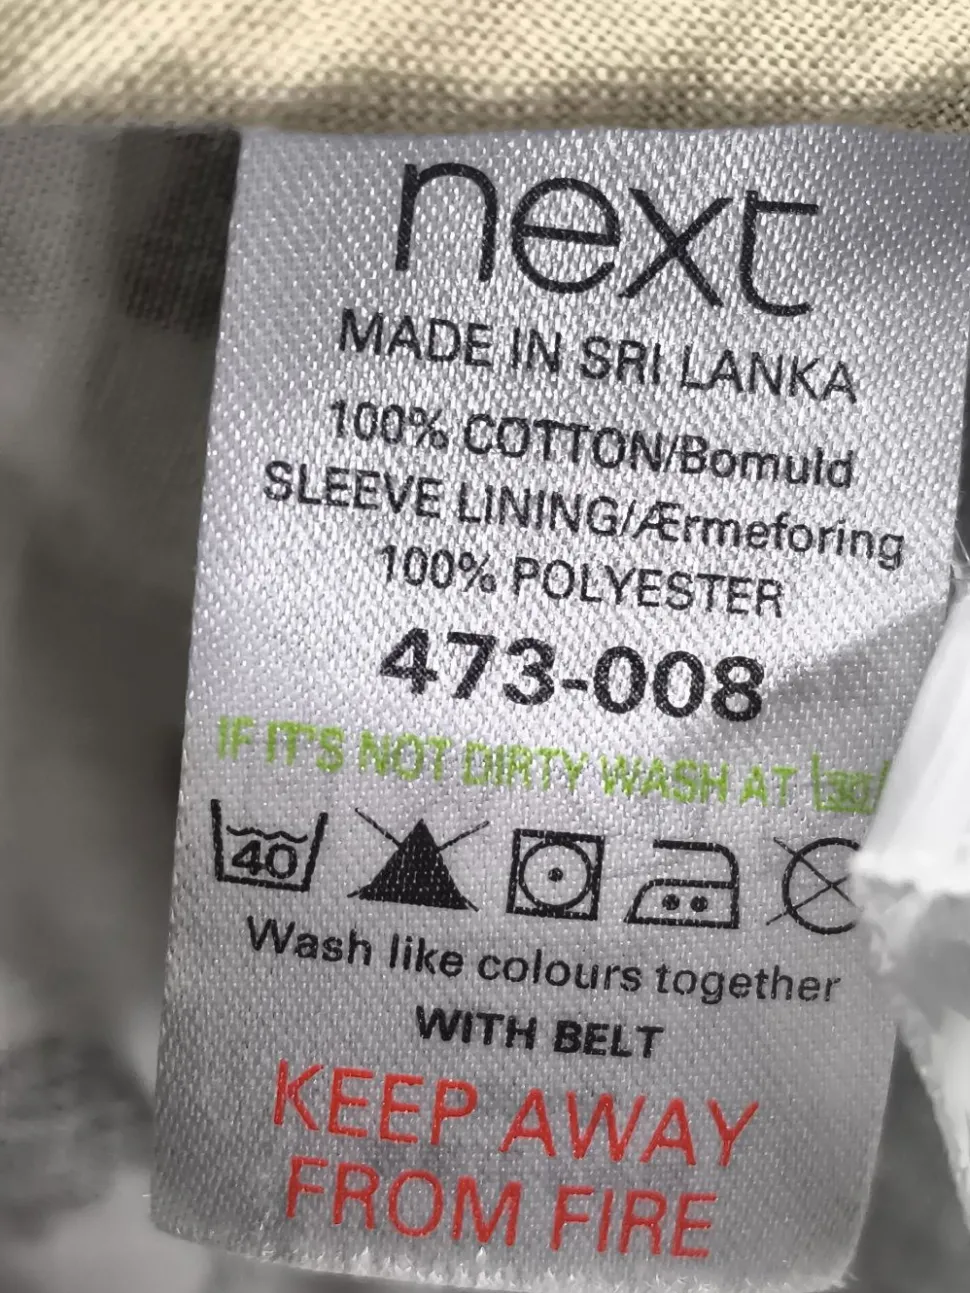 next
MADE IN SRI LANKA
100% COTTON/Bomuld
SLEEVE LINING/Ærmeforing
100% POLYESTER
473-008
IF IT'S NOT DIRTY WASH AT 30
40
Wash like colours together
WITH BELT
KEEP AWAY
FROM FIRE